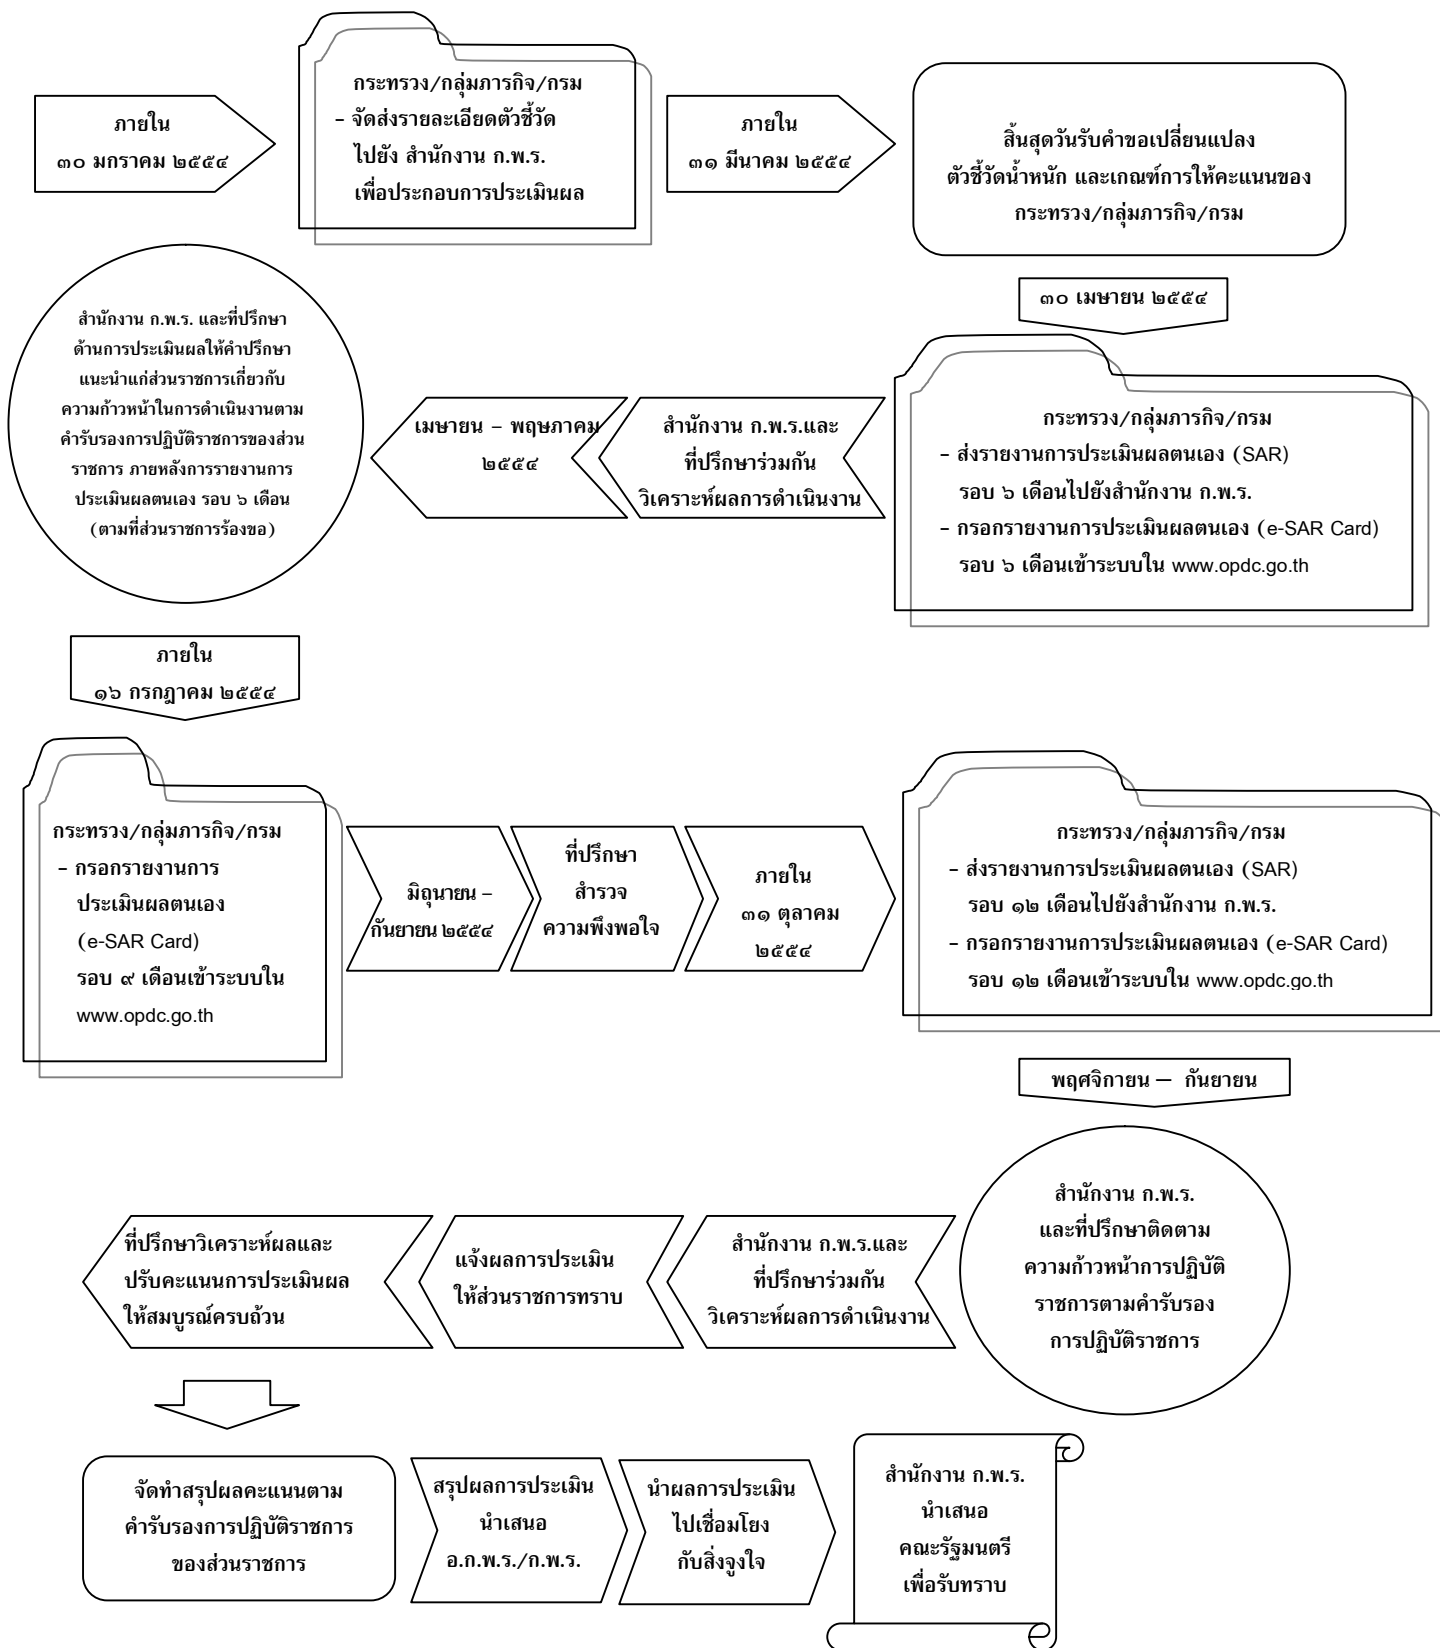 ภายใน
๓๐ มกราคม ๒๕๕๔
กระทรวง/กลุ่มภารกิจ/กรม
- จัดส่งรายละเอียดตัวชี้วัด
ไปยัง สำนักงาน ก.พ.ร.
เพื่อประกอบการประเมินผล
ภายใน
๓๑ มีนาคม ๒๕๕๔
สิ้นสุดวันรับคำขอเปลี่ยนแปลง
ตัวชี้วัดน้ำหนัก และเกณฑ์การให้คะแนนของ
กระทรวง/กลุ่มภารกิจ/กรม
๓๐ เมษายน ๒๕๕๔
กระทรวง/กลุ่มภารกิจ/กรม
- ส่งรายงานการประเมินผลตนเอง (SAR)
รอบ ๖ เดือนไปยังสำนักงาน ก.พ.ร.
- กรอกรายงานการประเมินผลตนเอง (e-SAR Card)
รอบ ๖ เดือนเข้าระบบใน www.opdc.go.th
สำนักงาน ก.พ.ร.และ
ที่ปรึกษาร่วมกัน
วิเคราะห์ผลการดำเนินงาน
เมษายน - พฤษภาคม
๒๕๕๔
สำนักงาน ก.พ.ร. และที่ปรึกษา
ด้านการประเมินผลให้คำปรึกษา
แนะนำแก่ส่วนราชการเกี่ยวกับ
ความก้าวหน้าในการดำเนินงานตาม
คำรับรองการปฏิบัติราชการของส่วน
ราชการ ภายหลังการรายงานการ
ประเมินผลตนเอง รอบ ๖ เดือน
(ตามที่ส่วนราชการร้องขอ)
ภายใน
๑๖ กรกฎาคม ๒๕๕๔
กระทรวง/กลุ่มภารกิจ/กรม
- กรอกรายงานการ
ประเมินผลตนเอง
(e-SAR Card)
รอบ ๙ เดือนเข้าระบบใน
www.opdc.go.th
มิถุนายน –
กันยายน ๒๕๕๔
ที่ปรึกษา
สำรวจ
ความพึงพอใจ
ภายใน
๓๑ ตุลาคม
๒๕๕๔
กระทรวง/กลุ่มภารกิจ/กรม
- ส่งรายงานการประเมินผลตนเอง (SAR)
รอบ ๑๒ เดือนไปยังสำนักงาน ก.พ.ร.
- กรอกรายงานการประเมินผลตนเอง (e-SAR Card)
รอบ ๑๒ เดือนเข้าระบบใน www.opdc.go.th
พฤศจิกายน — กันยายน
สำนักงาน ก.พ.ร.
และที่ปรึกษาติดตาม
ความก้าวหน้าการปฏิบัติ
ราชการตามคำรับรอง
การปฏิบัติราชการ
สำนักงาน ก.พ.ร.และ
ที่ปรึกษาร่วมกัน
วิเคราะห์ผลการดำเนินงาน
แจ้งผลการประเมิน
ให้ส่วนราชการทราบ
ที่ปรึกษาวิเคราะห์ผลและ
ปรับคะแนนการประเมินผล
ให้สมบูรณ์ครบถ้วน
จัดทำสรุปผลคะแนนตาม
คำรับรองการปฏิบัติราชการ
ของส่วนราชการ
สรุปผลการประเมิน
นำเสนอ
อ.ก.พ.ร./ก.พ.ร.
นำผลการประเมิน
ไปเชื่อมโยง
กับสิ่งจูงใจ
สำนักงาน ก.พ.ร.
นำเสนอ
คณะรัฐมนตรี
เพื่อรับทราบ